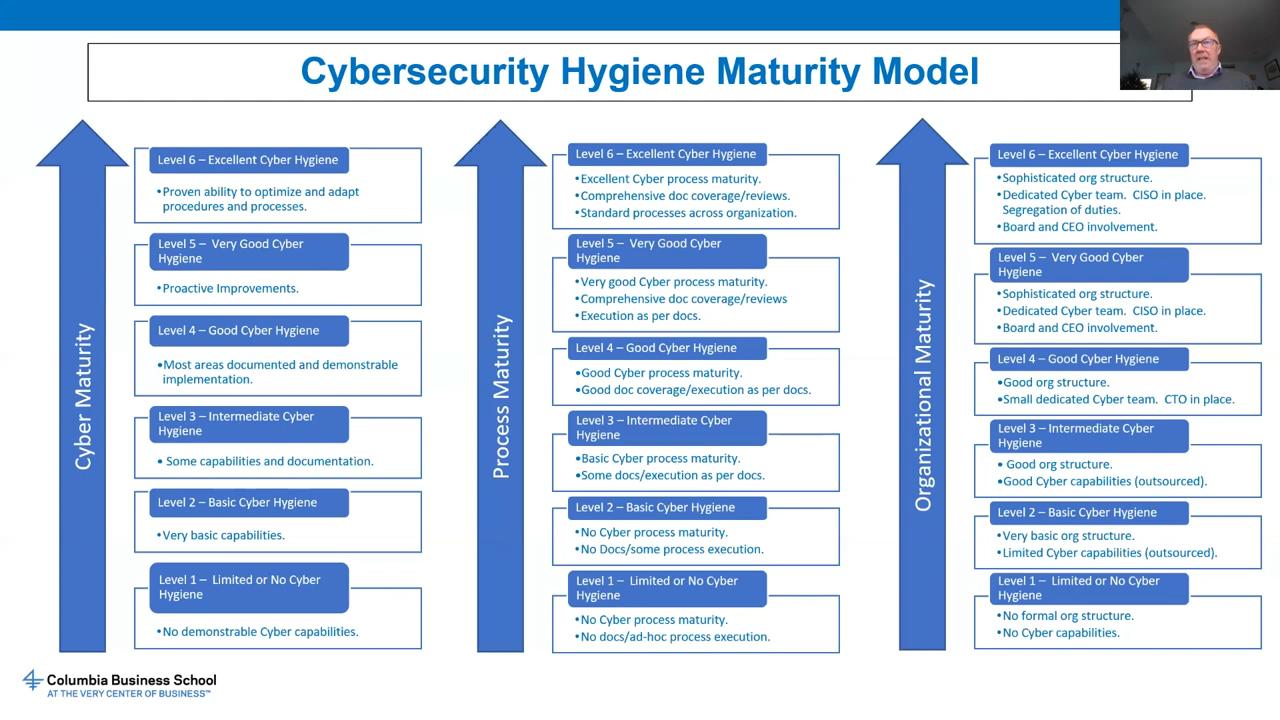 Cybersecurity Hygiene Maturity Model
Cyber Maturity
Level 6 – Excellent Cyber Hygiene
•Proven ability to optimize and adapt
procedures and processes.
Level 5 – Very Good Cyber
Hygiene
•Proactive Improvements.
Level 4 – Good Cyber Hygiene
•Most areas documented and demonstrable
implementation.
Level 3 – Intermediate Cyber
Hygiene
• Some capabilities and documentation.
Level 2 – Basic Cyber Hygiene
•Very basic capabilities.
Level 1 – Limited or No Cyber
Hygiene
•No demonstrable Cyber capabilities.
Process Maturity
Level 6 – Excellent Cyber Hygiene
•Excellent Cyber process maturity.
•Comprehensive doc coverage/reviews.
•Standard processes across organization.
Level 5 – Very Good Cyber
Hygiene
•Very good Cyber process maturity.
•Comprehensive doc coverage/reviews
•Execution as per docs.
Level 4 – Good Cyber Hygiene
•Good Cyber process maturity.
•Good doc coverage/execution as per docs.
Level 3 – Intermediate Cyber
Hygiene
•Basic Cyber process maturity.
•Some docs/execution as per docs.
Level 2 – Basic Cyber Hygiene
•No Cyber process maturity.
•No Docs/some process execution.
Level 1 – Limited or No Cyber
Hygiene
•No Cyber process maturity.
•No docs/ad-hoc process execution.
Organizational Maturity
Level 6 – Excellent Cyber Hygiene
•Sophisticated org structure.
•Dedicated Cyber team. CISO in place.
Segregation of duties.
•Board and CEO involvement.
Level 5 – Very Good Cyber
Hygiene
•Sophisticated org structure.
•Dedicated Cyber team. CISO in place.
•Board and CEO involvement.
Level 4 – Good Cyber Hygiene
•Good org structure.
•Small dedicated Cyber team. CTO in place.
Level 3 – Intermediate Cyber
Hygiene
• Good org structure.
•Good Cyber capabilities (outsourced).
Level 2 – Basic Cyber Hygiene
•Very basic org structure.
•Limited Cyber capabilities (outsourced).
Level 1 – Limited or No Cyber
Hygiene
•No formal org structure.
•No Cyber capabilities.
Columbia Business School
AT THE VERY CENTER OF BUSINESS™